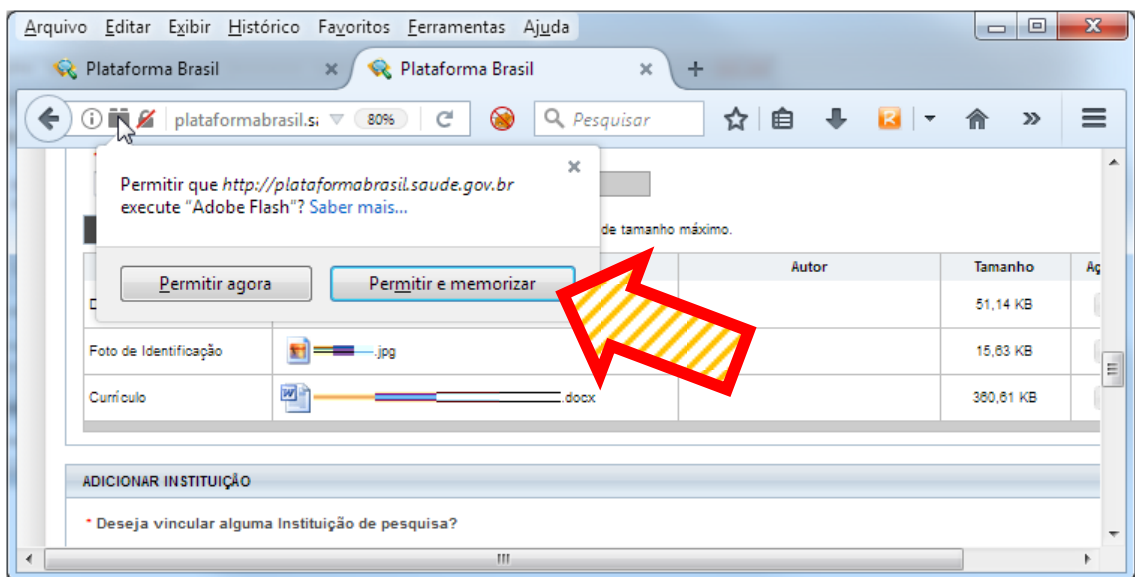 Arquivo Editar Exibir Histórico Favoritos Ferramentas Ajuda
Plataforma Brasil
Plataforma Brasil
plataformabrasil.s
80%
Pesquisar
Permitir que http://plataformabrasil.saude.gov.br
execute "Adobe Flash"? Saber mais...
Permitir agora
Permitir e memorizar
de tamanho máximo.
Autor
Tamanho
51,14 KB
Foto de Identificação
.jpg
15,63 KB
Currículo
.docx
360,61 KB
ADICIONAR INSTITUIÇÃO
* Deseja vincular alguma Instituição de pesquisa?